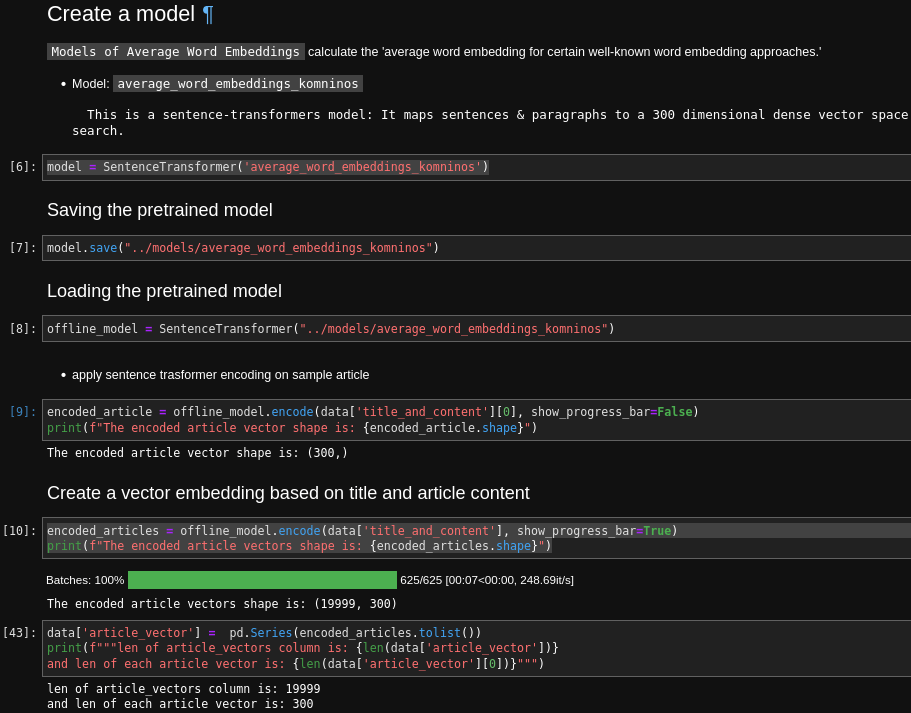 Create a model ¶
Models of Average Word Embeddings calculate the 'average word embedding for certain well-known word embedding approaches.'
• Model: average_word_embeddings_komninos
This is a sentence-transformers model: It maps sentences & paragraphs to a 300 dimensional dense vector space
search.
[6]: model = SentenceTransformer('average_word_embeddings_komninos')
Saving the pretrained model
[7]: model.save("../models/average_word_embeddings_komninos")
Loading the pretrained model
[8]: offline_model = SentenceTransformer("../models/average_word_embeddings_komninos")
• apply sentence trasformer encoding on sample article
[9]: encoded_article = offline_model.encode(data['title_and_content'][0], show_progress_bar=False)
print(f"The encoded article vector shape is: {encoded_article.shape}")
The encoded article vector shape is: (300,)
Create a vector embedding based on title and article content
[10]: encoded_articles = offline_model.encode(data['title_and_content'], show_progress_bar=True)
print(f"The encoded article vectors shape is: {encoded_articles.shape}")
Batches: 100% 625/625 [00:07<00:00, 248.69it/s]
The encoded article vectors shape is: (19999, 300)
[43]: data['article_vector'] =  pd.Series(encoded_articles.tolist())
print(f"""len of article_vectors column is: {len(data['article_vector'])}
and len of each article vector is: {len(data['article_vector'][0])}""")
len of article_vectors column is: 19999
and len of each article vector is: 300